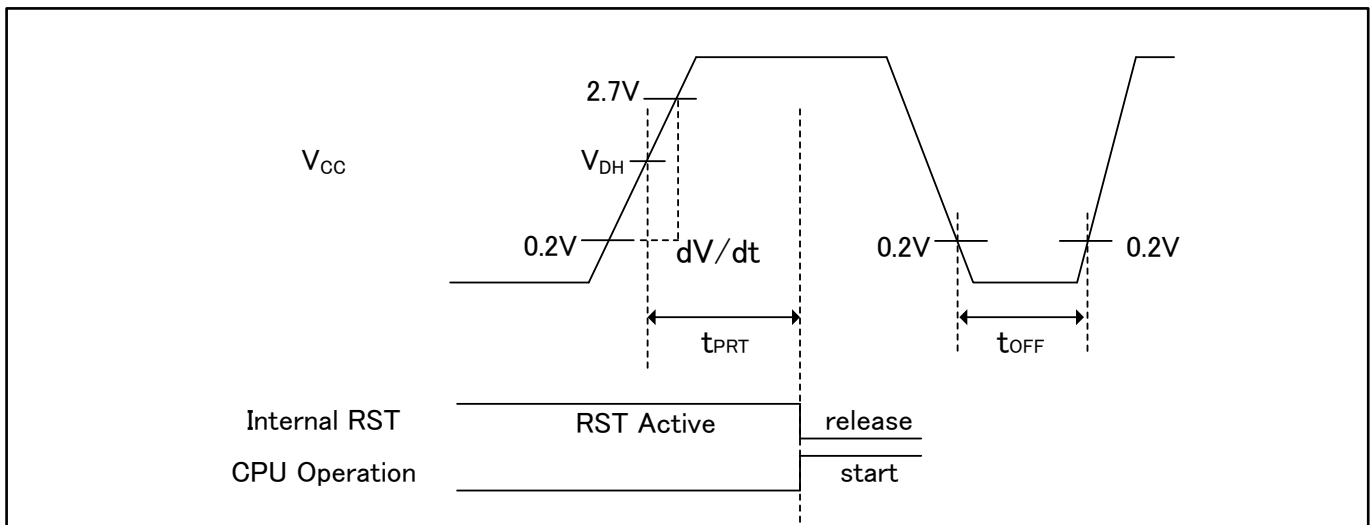 2.7V
VCC
VDH
0.2V
dV/dt
0.2V
0.2V
tPRT
tOFF
Internal RST
RST Active
release
CPU Operation
start